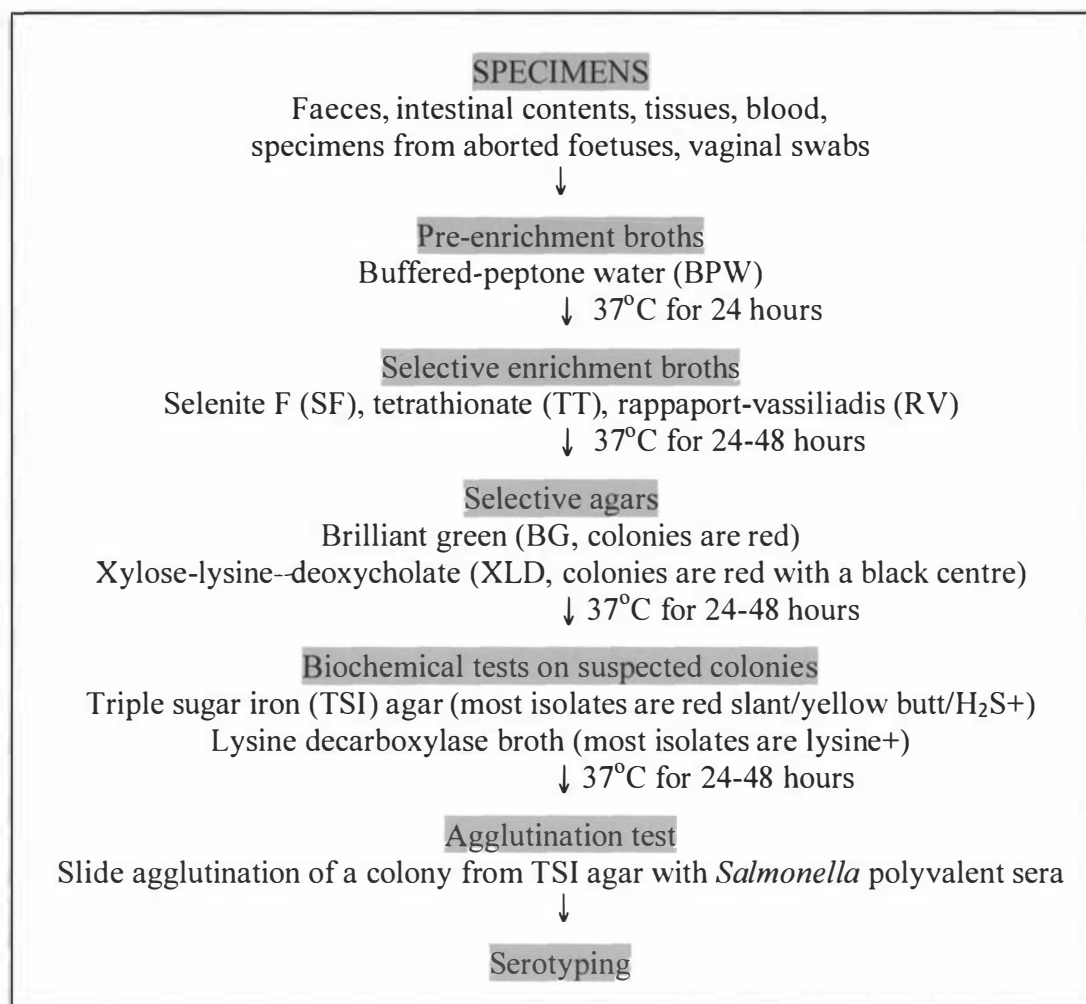 SPECIMENS
Faeces, intestinal contents, tissues, blood,
specimens from aborted foetuses, vaginal swabs
↓
Pre-enrichment broths
Buffered-peptone water (BPW)
↓ 37°C for 24 hours
Selective enrichment broths
Selenite F (SF), tetrathionate (TT), rappaport-vassiliadis (RV)
↓ 37°C for 24-48 hours
Selective agars
Brilliant green (BG, colonies are red)
Xylose-lysine--deoxycholate (XLD, colonies are red with a black centre)
↓ 37°C for 24-48 hours
Biochemical tests on suspected colonies
Triple sugar iron (TSI) agar (most isolates are red slant/yellow butt/H₂S+)
Lysine decarboxylase broth (most isolates are lysine+)
↓ 37°C for 24-48 hours
Agglutination test
Slide agglutination of a colony from TSI agar with Salmonella polyvalent sera
↓
Serotyping